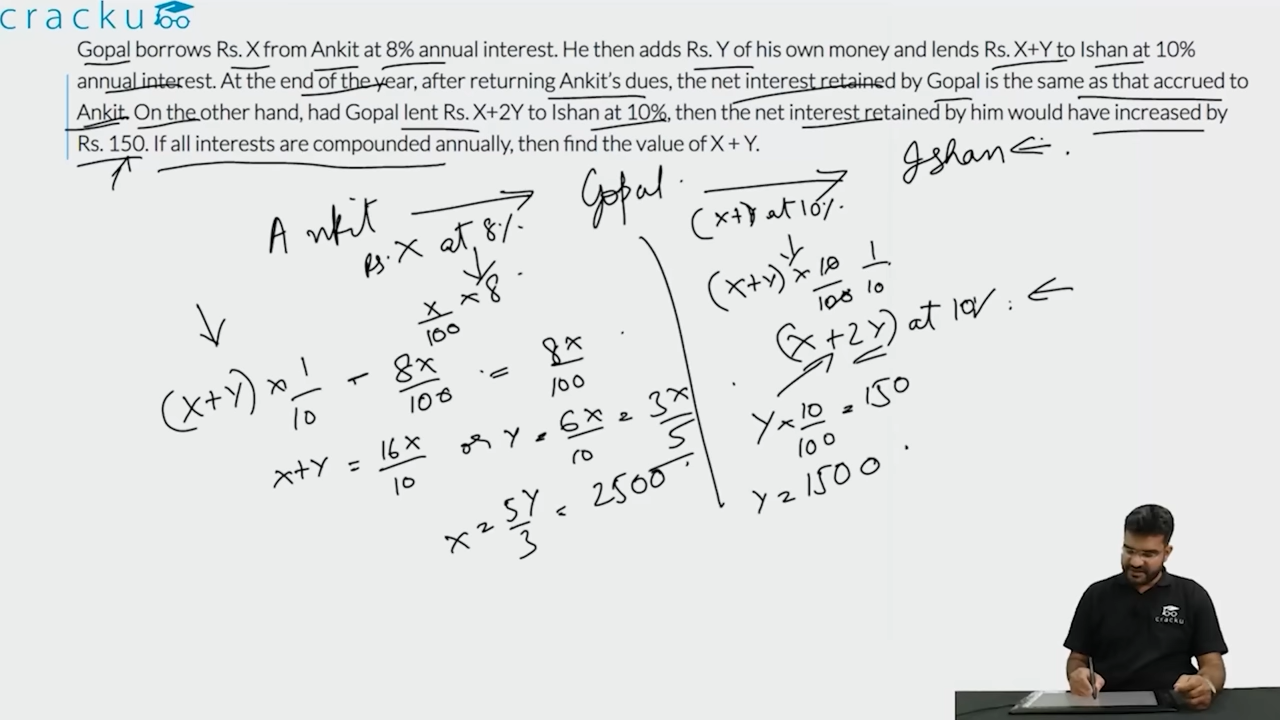 cracku
Gopal borrows Rs. X from Ankit at 8% annual interest. He then adds Rs. Y of his own money and lends Rs. X+Y to Ishan at 10%
annual interest. At the end of the year, after returning Ankit's dues, the net interest retained by Gopal is the same as that accrued to
Ankit. On the other hand, had Gopal lent Rs. X+2Y to Ishan at 10%, then the net interest retained by him would have increased by
Rs. 150. If all interests are compounded annually, then find the value of X + Y.
Ankit → Gopal. → Ishan ← .
Rs. X at 8%.
(X+Y) at 10%.
X/100 × 8
(X+Y) × 10/100 1/10
(X+2Y) at 10% . ←
(X+Y) × 1/10 - 8X/100 = 8X/100
X+Y = 16X/10 or Y = 6X/10 = 3X/5
X = 5Y/3 = 2500
Y × 10/100 = 150
Y = 1500
cracku